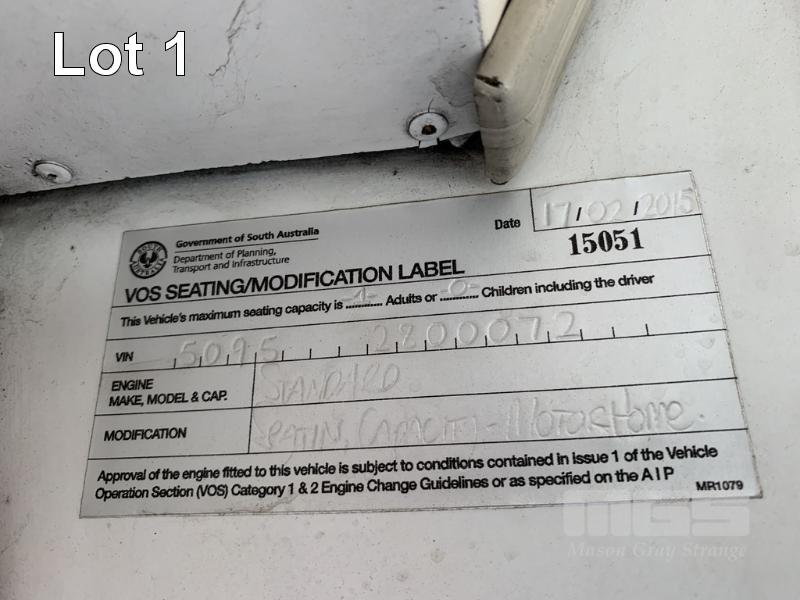 Lot 1
Government of South Australia
Department of Planning,
Transport and Infrastructure
Date 17/02/2015
15051
VOS SEATING/MODIFICATION LABEL
This Vehicle's maximum seating capacity is Adults or 0 Children including the driver
VIN 5095 2800072
ENGINE
MAKE, MODEL & CAP. STANDARD
MODIFICATION CAPACITY - MOTORHOME.
Approval of the engine fitted to this vehicle is subject to conditions contained in issue 1 of the Vehicle
Operation Section (VOS) Category 1 & 2 Engine Change Guidelines or as specified on the A I P
MR1079
MGS
Mason Gray Strange